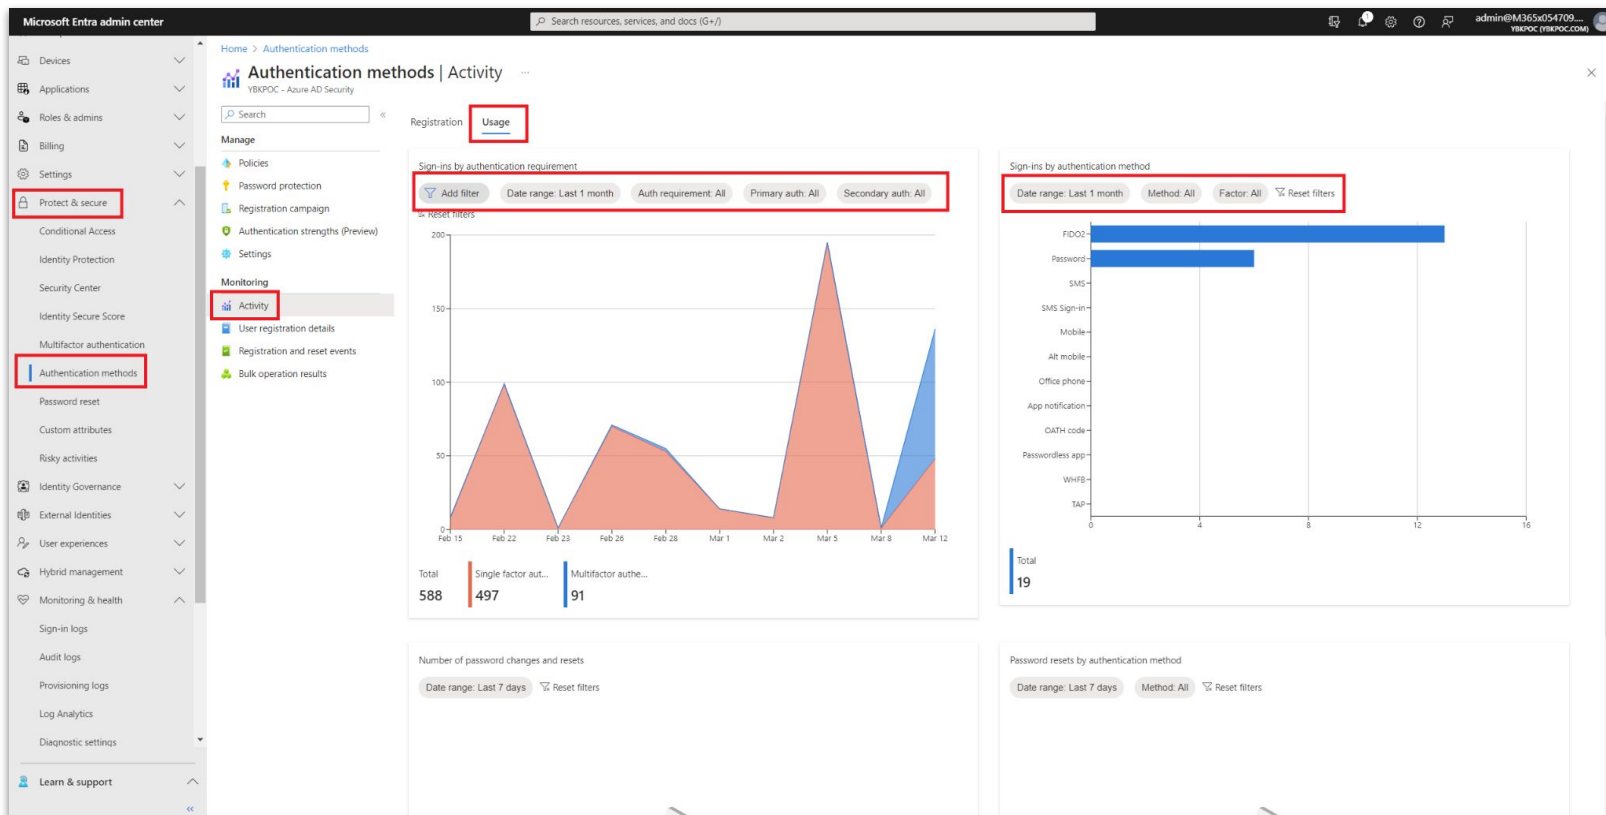 Microsoft Entra admin center
Search resources, services, and docs (G+/)
1
admin@M365x054709....
YBKPOC (YBKPOC.COM)
Devices
Applications
Roles & admins
Billing
Settings
Protect & secure
Conditional Access
Identity Protection
Security Center
Identity Secure Score
Multifactor authentication
Authentication methods
Password reset
Custom attributes
Risky activities
Identity Governance
External Identities
User experiences
Hybrid management
Monitoring & health
Sign-in logs
Audit logs
Provisioning logs
Log Analytics
Diagnostic settings
Learn & support
Home > Authentication methods
Authentication methods | Activity ...
YBKPOC - Azure AD Security
Search
Manage
Policies
Password protection
Registration campaign
Authentication strengths (Preview)
Settings
Monitoring
Activity
User registration details
Registration and reset events
Bulk operation results
Registration Usage
Sign-ins by authentication requirement
Add filter Date range: Last 1 month Auth requirement: All Primary auth: All Secondary auth: All
Reset filters
200
150
100
50
0
Feb 15 Feb 22 Feb 23 Feb 26 Feb 28 Mar 1 Mar 2 Mar 5 Mar 8 Mar 12
Total Single factor aut... Multifactor authe...
588 497 91
Sign-ins by authentication method
Date range: Last 1 month Method: All Factor: All Reset filters
FIDO2
Password
SMS
SMS Sign-in
Mobile
Alt mobile
Office phone
App notification
OATH code
Passwordless app
WHFB
TAP
0 4 8 12 16
Total
19
Number of password changes and resets
Date range: Last 7 days Reset filters
Password resets by authentication method
Date range: Last 7 days Method: All Reset filters